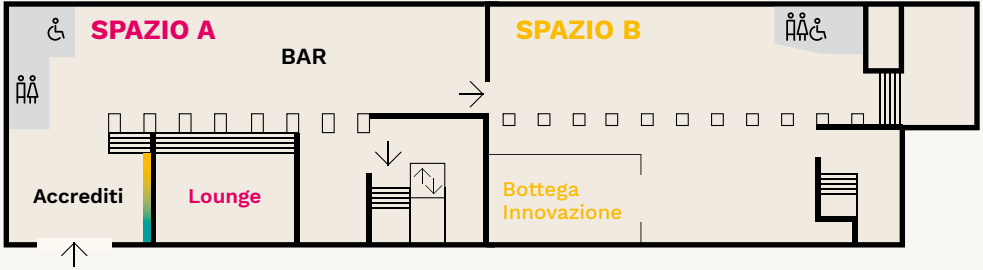 SPAZIO A
SPAZIO B
BAR
Accrediti
Lounge
Bottega
Innovazione